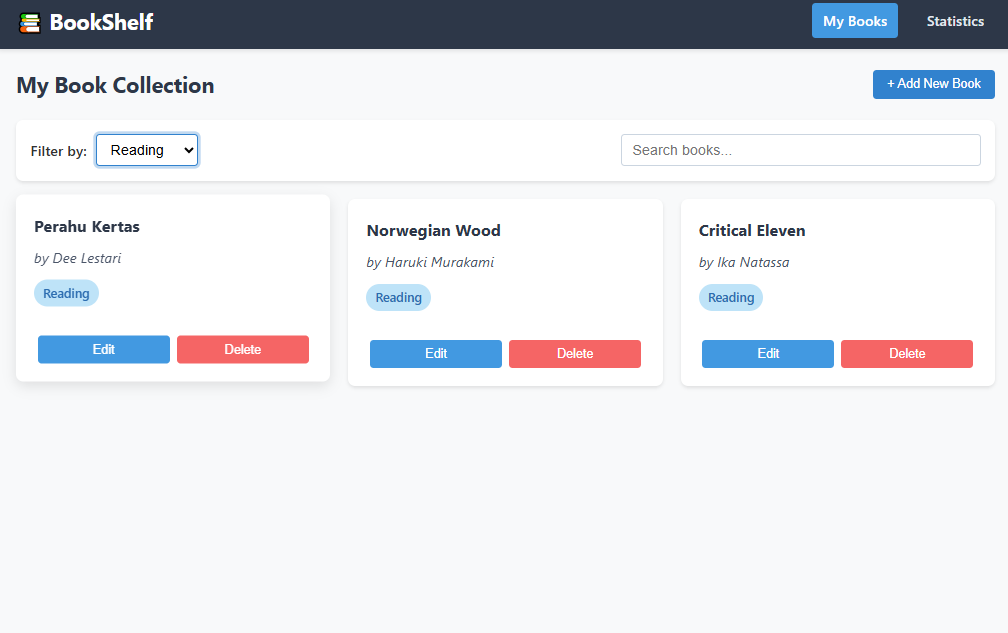 BookShelf
My Books
Statistics
My Book Collection
+ Add New Book
Filter by:
Reading
Search books...
Perahu Kertas
by Dee Lestari
Reading
Edit
Delete
Norwegian Wood
by Haruki Murakami
Reading
Edit
Delete
Critical Eleven
by Ika Natassa
Reading
Edit
Delete